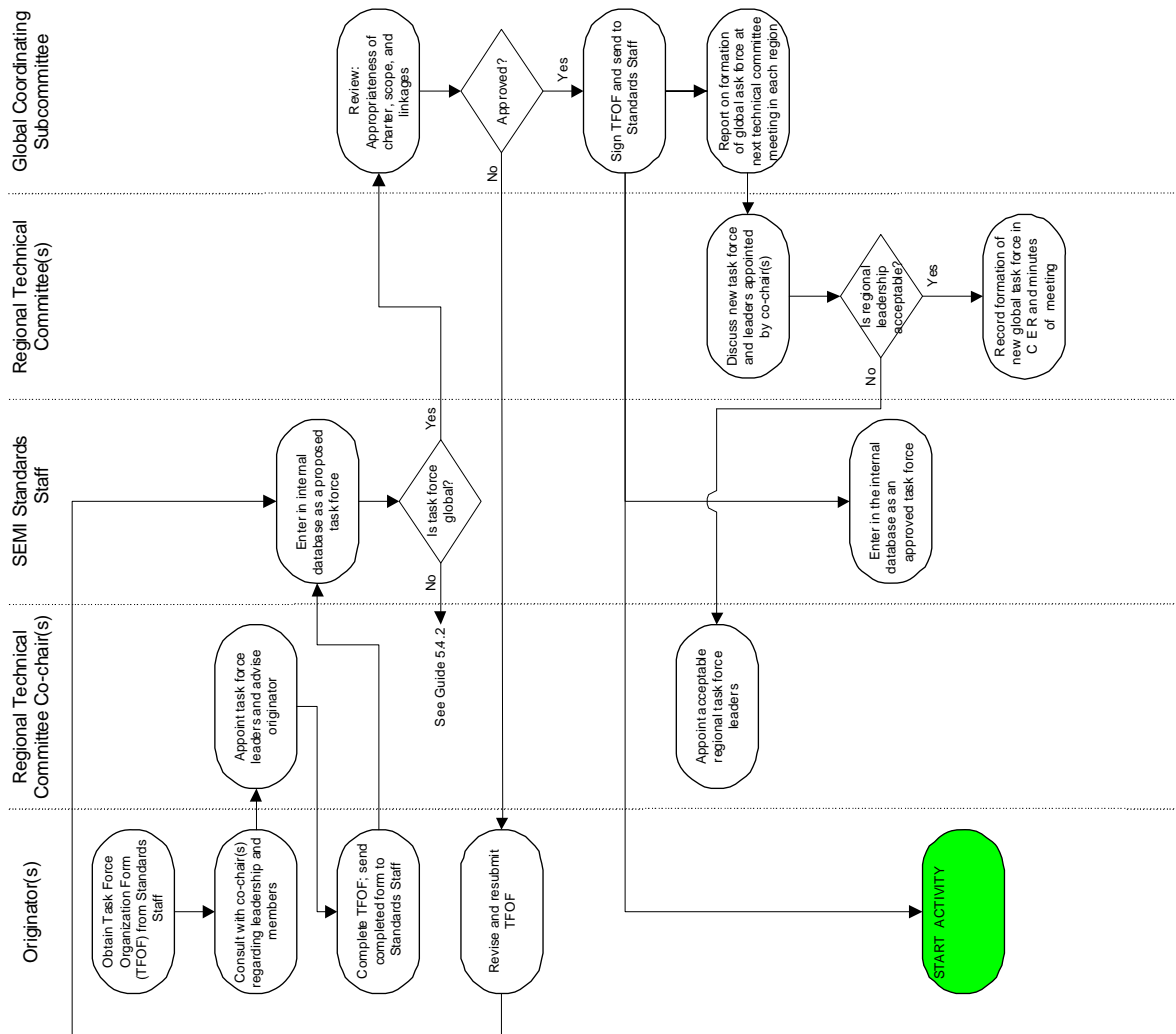 Originator(s)
Regional Technical
Committee Co-chair(s)
SEMI Standards
Staff
Regional Technical
Committee(s)
Global Coordinating
Subcommittee
Obtain Task Force
Organization Form
(TFOF) from Standards
Staff
Consult with co-chair(s)
regarding leadership and
members
Appoint task force
leaders and advise
originator
Complete TFOF; send
completed form to
Standards Staff
Enter in internal
database as a proposed
task force
Is task force
global?
No
Yes
See Guide 5.4.2
Review:
Appropriateness of
charter, scope, and
linkages
Approved?
No
Yes
Revise and resubmit
TFOF
Sign TFOF and send to
Standards Staff
Report on formation
of global ask force at
next technical committee
meeting in each region
Discuss new task force
and leaders appointed
by co-chair(s)
Is regional
leadership
acceptable?
No
Yes
Appoint acceptable
regional task force
leaders
Record formation of
new global task force in
C E R and minutes
of meeting
Enter in the internal
database as an
approved task force
START ACTIVITY